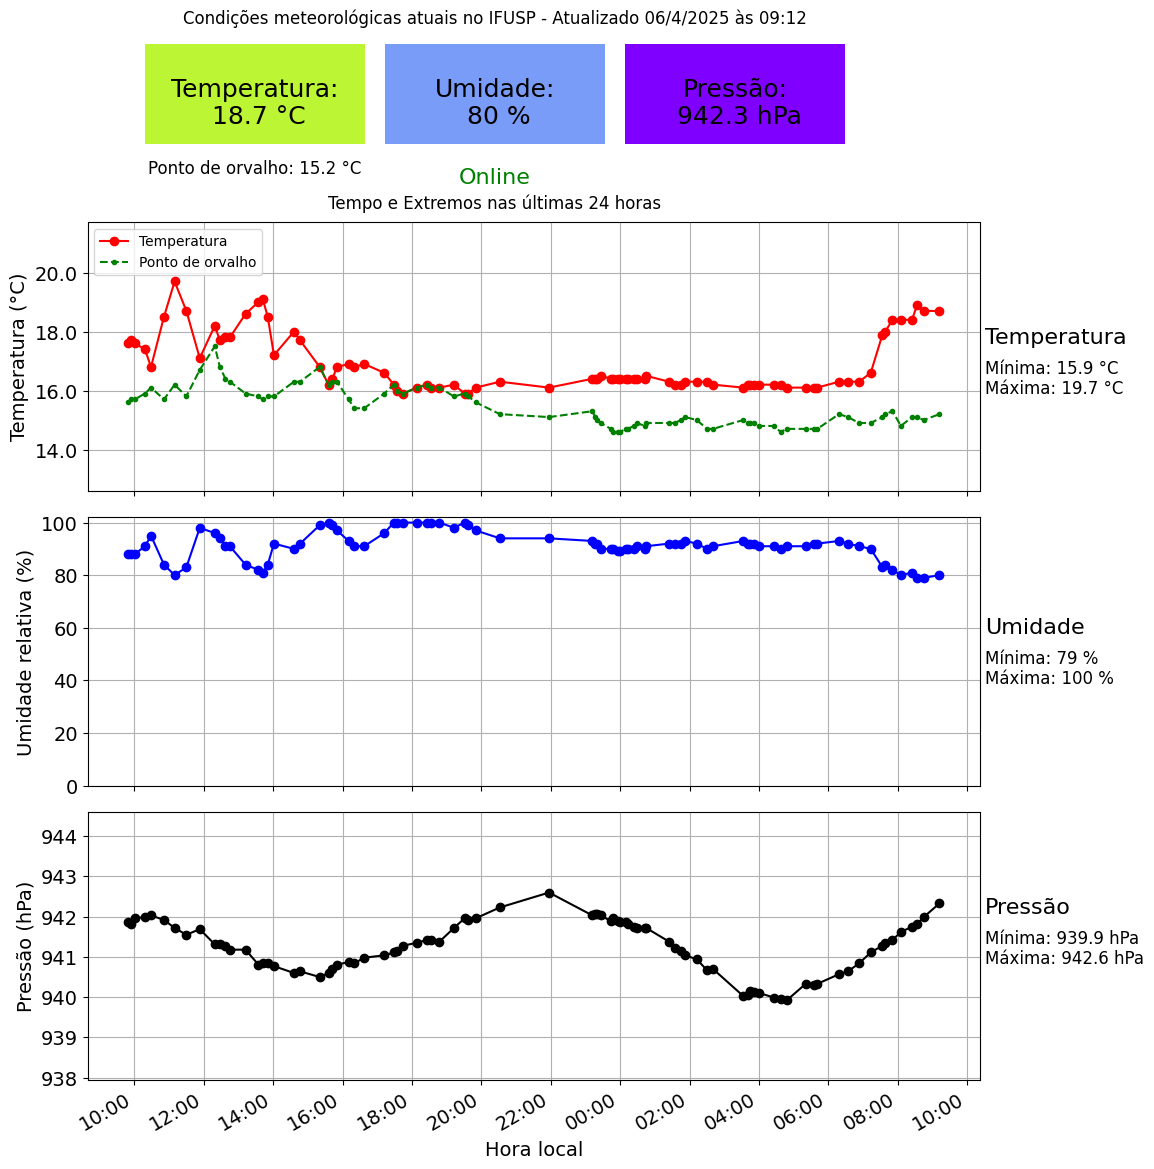 Condições meteorológicas atuais no IFUSP - Atualizado 06/4/2025 às 09:12
Temperatura:
18.7 °C
Umidade:
80 %
Pressão:
942.3 hPa
Ponto de orvalho: 15.2 °C
Online
Tempo e Extremos nas últimas 24 horas
Temperatura
Ponto de orvalho
Temperatura (°C)
20.0
18.0
16.0
14.0
Temperatura
Mínima: 15.9 °C
Máxima: 19.7 °C
Umidade relativa (%)
100
80
60
40
20
0
Umidade
Mínima: 79 %
Máxima: 100 %
Pressão (hPa)
944
943
942
941
940
939
938
Pressão
Mínima: 939.9 hPa
Máxima: 942.6 hPa
10:00
12:00
14:00
16:00
18:00
20:00
22:00
00:00
02:00
04:00
06:00
08:00
10:00
Hora local